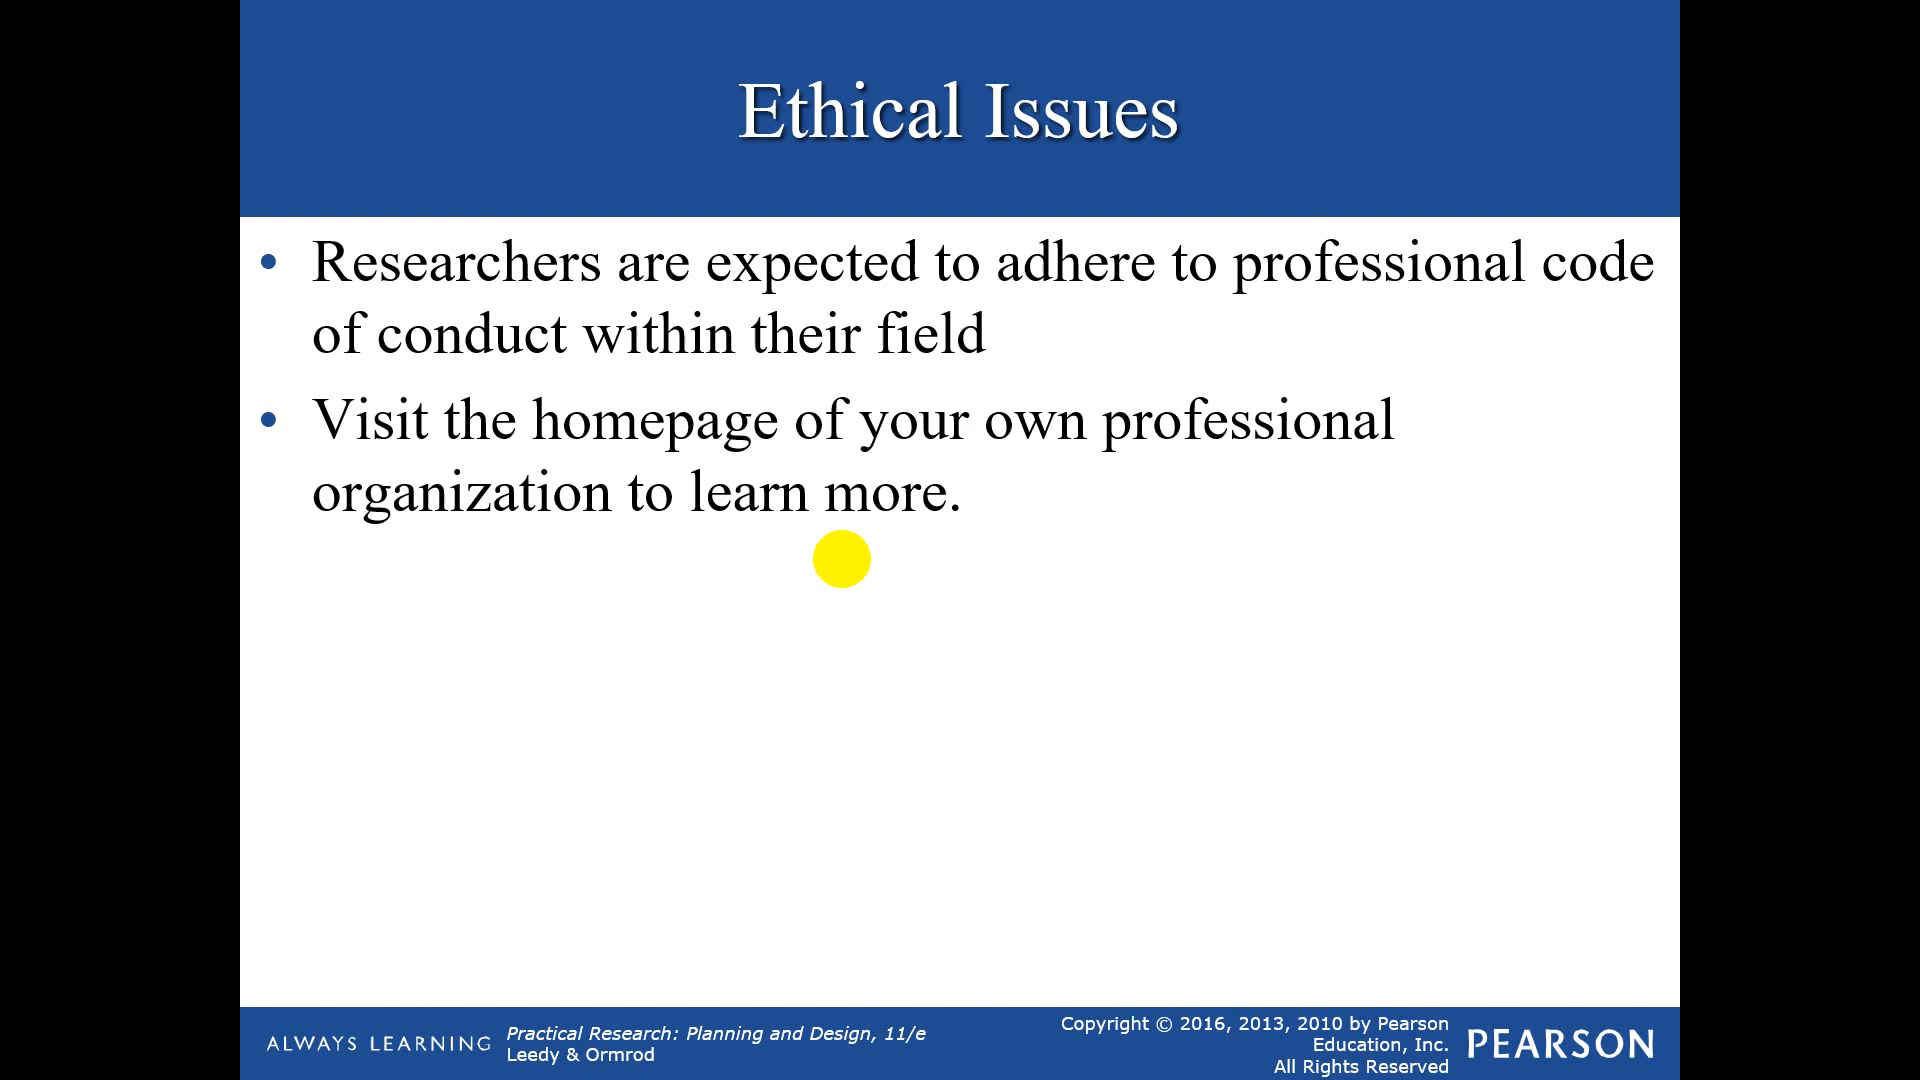 Ethical Issues
• Researchers are expected to adhere to professional code
of conduct within their field
• Visit the homepage of your own professional
organization to learn more.
ALWAYS LEARNING
Practical Research: Planning and Design, 11/e
Leedy & Ormrod
Copyright © 2016, 2013, 2010 by Pearson
Education, Inc.
All Rights Reserved
PEARSON